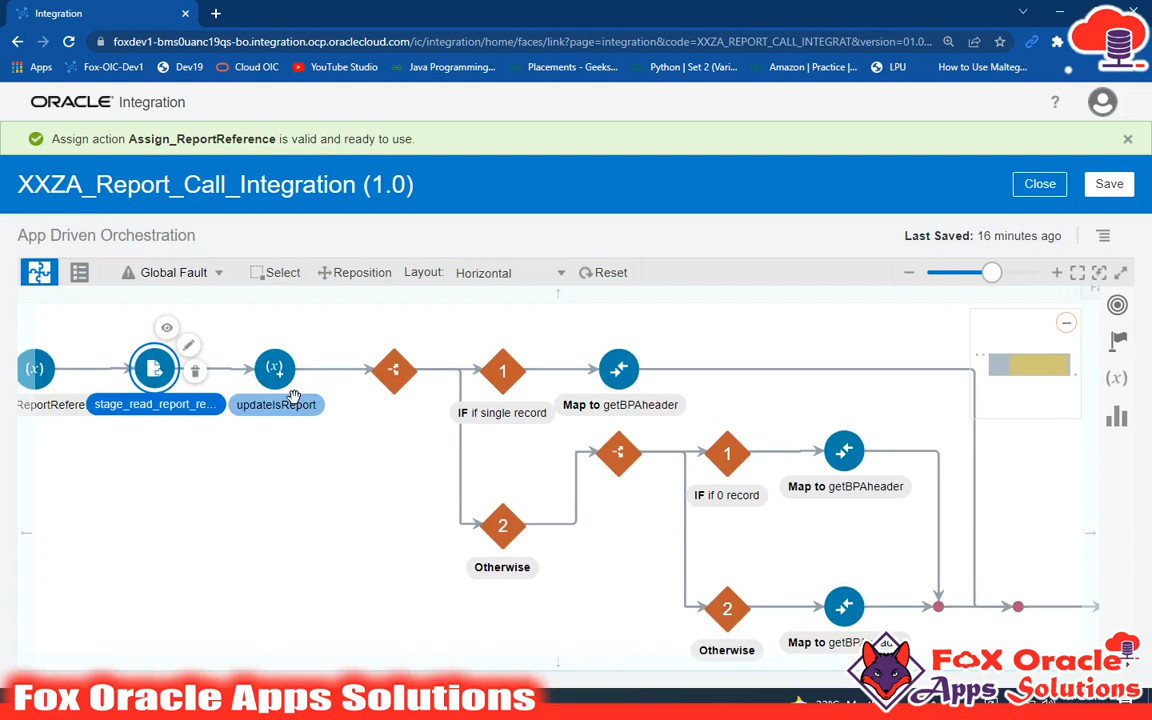 Integration
foxdev1-bms0uanc19qs-bo.integration.ocp.oraclecloud.com/ic/integration/home/faces/link?page=integration&code=XXZA_REPORT_CALL_INTEGRAT&version=01.0...
Apps Fox-OIC-Dev1 Dev19 Cloud OIC YouTube Studio Java Programming... Placements - Geeks... Python | Set 2 (Vari... Amazon | Practice |... LPU How to Use Malteg...
ORACLE Integration ?
Assign action Assign_ReportReference is valid and ready to use.
XXZA_Report_Call_Integration (1.0) Close Save
App Driven Orchestration Last Saved: 16 minutes ago
Global Fault Select Reposition Layout: Horizontal Reset
(x) (x) 1 (x)
ReportRefere stage_read_report_re... updateIsReport IF if single record Map to getBPAheader
1
IF if 0 record Map to getBPAheader
2
Otherwise
2
Otherwise Map to
Fox Oracle Apps Solutions
FOX Oracle
Apps Solutions